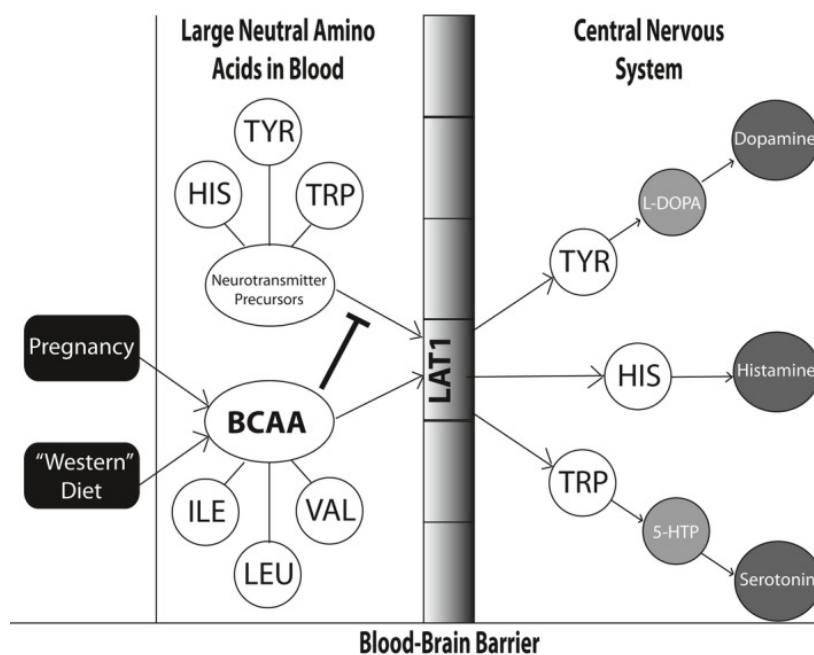 Large Neutral Amino
Acids in Blood
Central Nervous
System
TYR
HIS
TRP
Neurotransmitter
Precursors
Pregnancy
"Western"
Diet
BCAA
ILE
VAL
LEU
LAT1
TYR
L-DOPA
Dopamine
HIS
Histamine
TRP
5-HTP
Serotonin
Blood-Brain Barrier